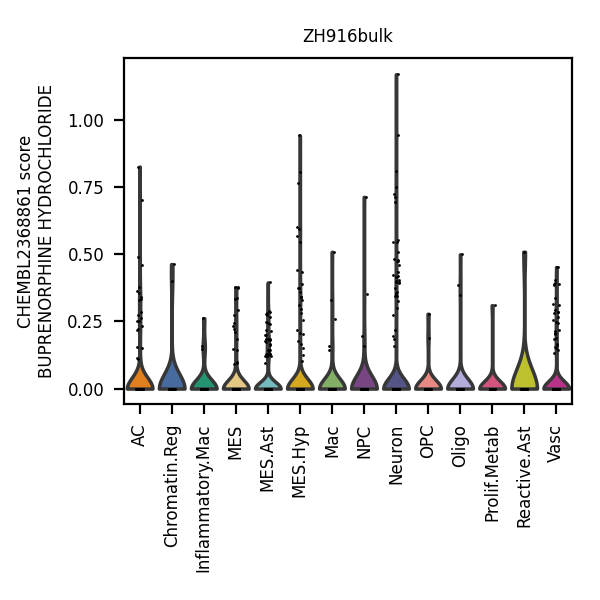 ZH916bulk
CHEMBL2368861 score
BUPRENORPHINE HYDROCHLORIDE
1.00
0.75
0.50
0.25
0.00
AC
Chromatin.Reg
Inflammatory.Mac
MES
MES.Ast
MES.Hyp
Mac
NPC
Neuron
OPC
Oligo
Prolif.Metab
Reactive.Ast
Vasc